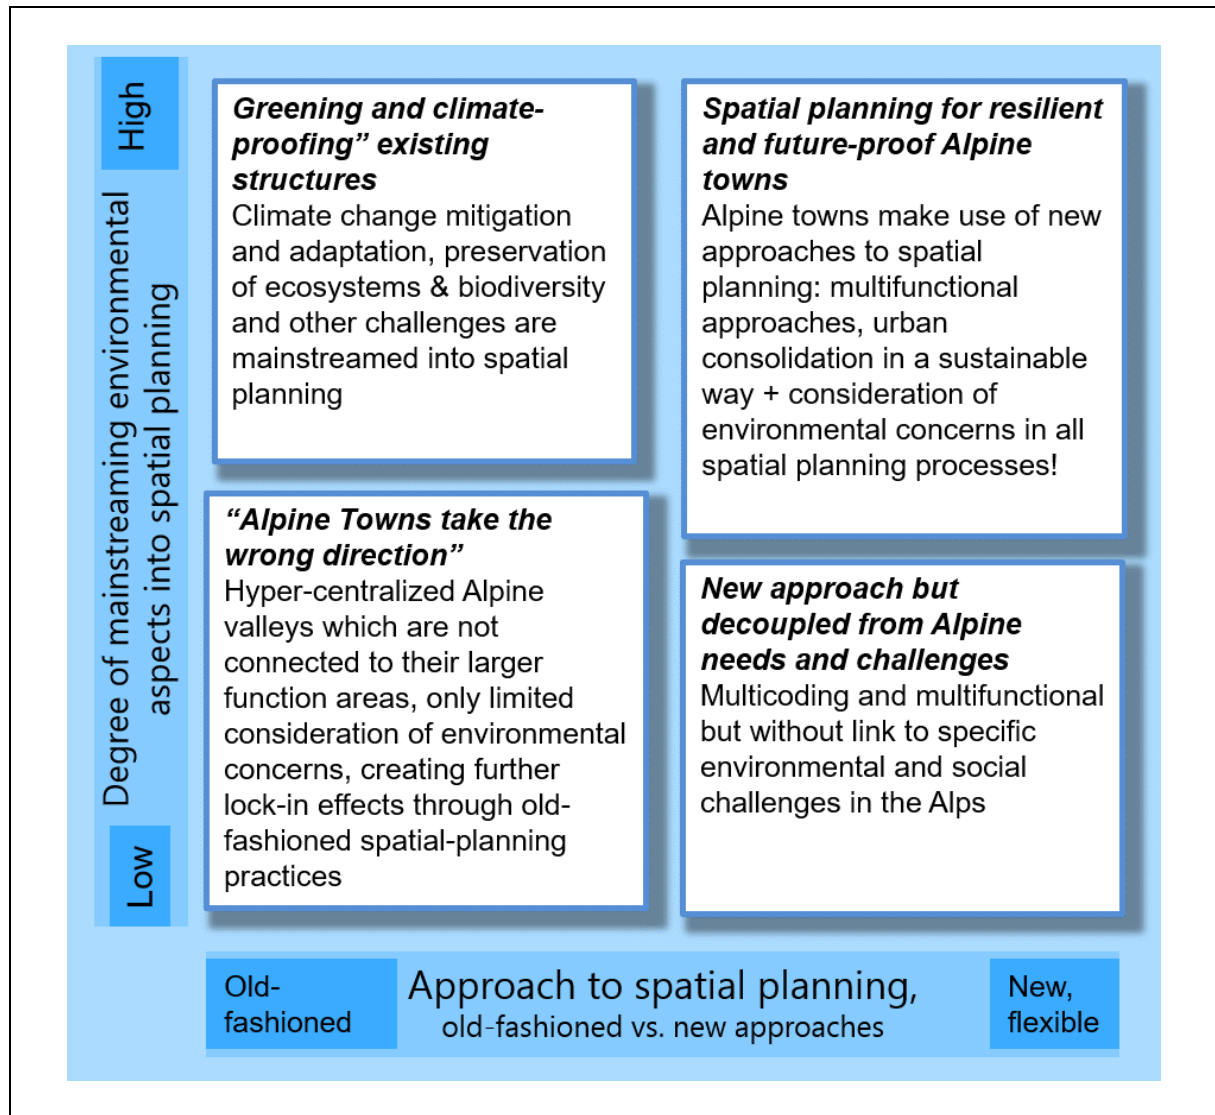 High
Degree of mainstreaming environmental
aspects into spatial planning
Low
Greening and climate-
proofing” existing
structures
Climate change mitigation
and adaptation, preservation
of ecosystems & biodiversity
and other challenges are
mainstreamed into spatial
planning
Spatial planning for resilient
and future-proof Alpine
towns
Alpine towns make use of new
approaches to spatial
planning: multifunctional
approaches, urban
consolidation in a sustainable
way + consideration of
environmental concerns in all
spatial planning processes!
“Alpine Towns take the
wrong direction”
Hyper-centralized Alpine
valleys which are not
connected to their larger
function areas, only limited
consideration of environmental
concerns, creating further
lock-in effects through old-
fashioned spatial-planning
practices
New approach but
decoupled from Alpine
needs and challenges
Multicoding and multifunctional
but without link to specific
environmental and social
challenges in the Alps
Old-
fashioned
Approach to spatial planning,
old-fashioned vs. new approaches
New,
flexible